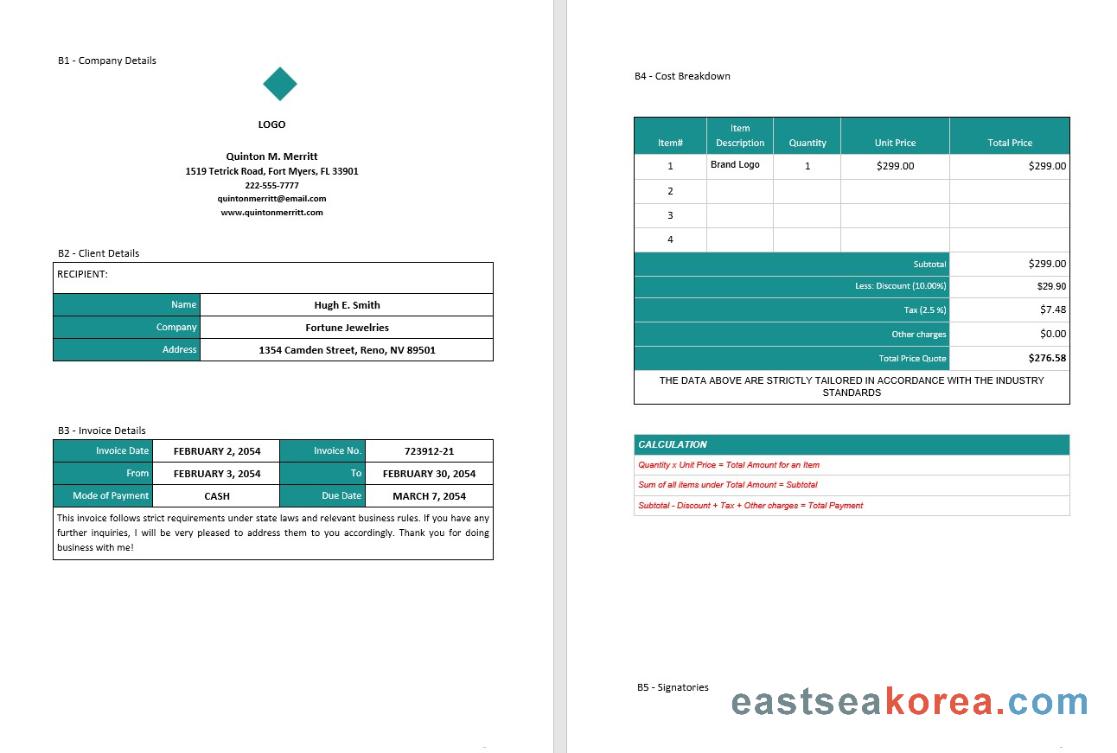 B1 - Company Details
LOGO
Quinton M. Merritt
1519 Tetrick Road, Fort Myers, FL 33901
222-555-7777
quintonmerritt@email.com
www.quintonmerritt.com
B2 - Client Details
RECIPIENT:
Name Hugh E. Smith
Company Fortune Jewelries
Address 1354 Camden Street, Reno, NV 89501
B3 - Invoice Details
Invoice Date FEBRUARY 2, 2054 Invoice No. 723912-21
From FEBRUARY 3, 2054 To FEBRUARY 30, 2054
Mode of Payment CASH Due Date MARCH 7, 2054
This invoice follows strict requirements under state laws and relevant business rules. If you have any
further inquiries, I will be very pleased to address them to you accordingly. Thank you for doing
business with me!
B4 - Cost Breakdown
Item# Item Description Quantity Unit Price Total Price
1 Brand Logo 1 $299.00 $299.00
2
3
4
Subtotal $299.00
Less: Discount (10.00%) $29.90
Tax (2.5 %) $7.48
Other charges $0.00
Total Price Quote $276.58
THE DATA ABOVE ARE STRICTLY TAILORED IN ACCORDANCE WITH THE INDUSTRY
STANDARDS
CALCULATION
Quantity x Unit Price = Total Amount for an Item
Sum of all items under Total Amount = Subtotal
Subtotal - Discount + Tax + Other charges = Total Payment
B5 - Signatories
eastseakorea.com